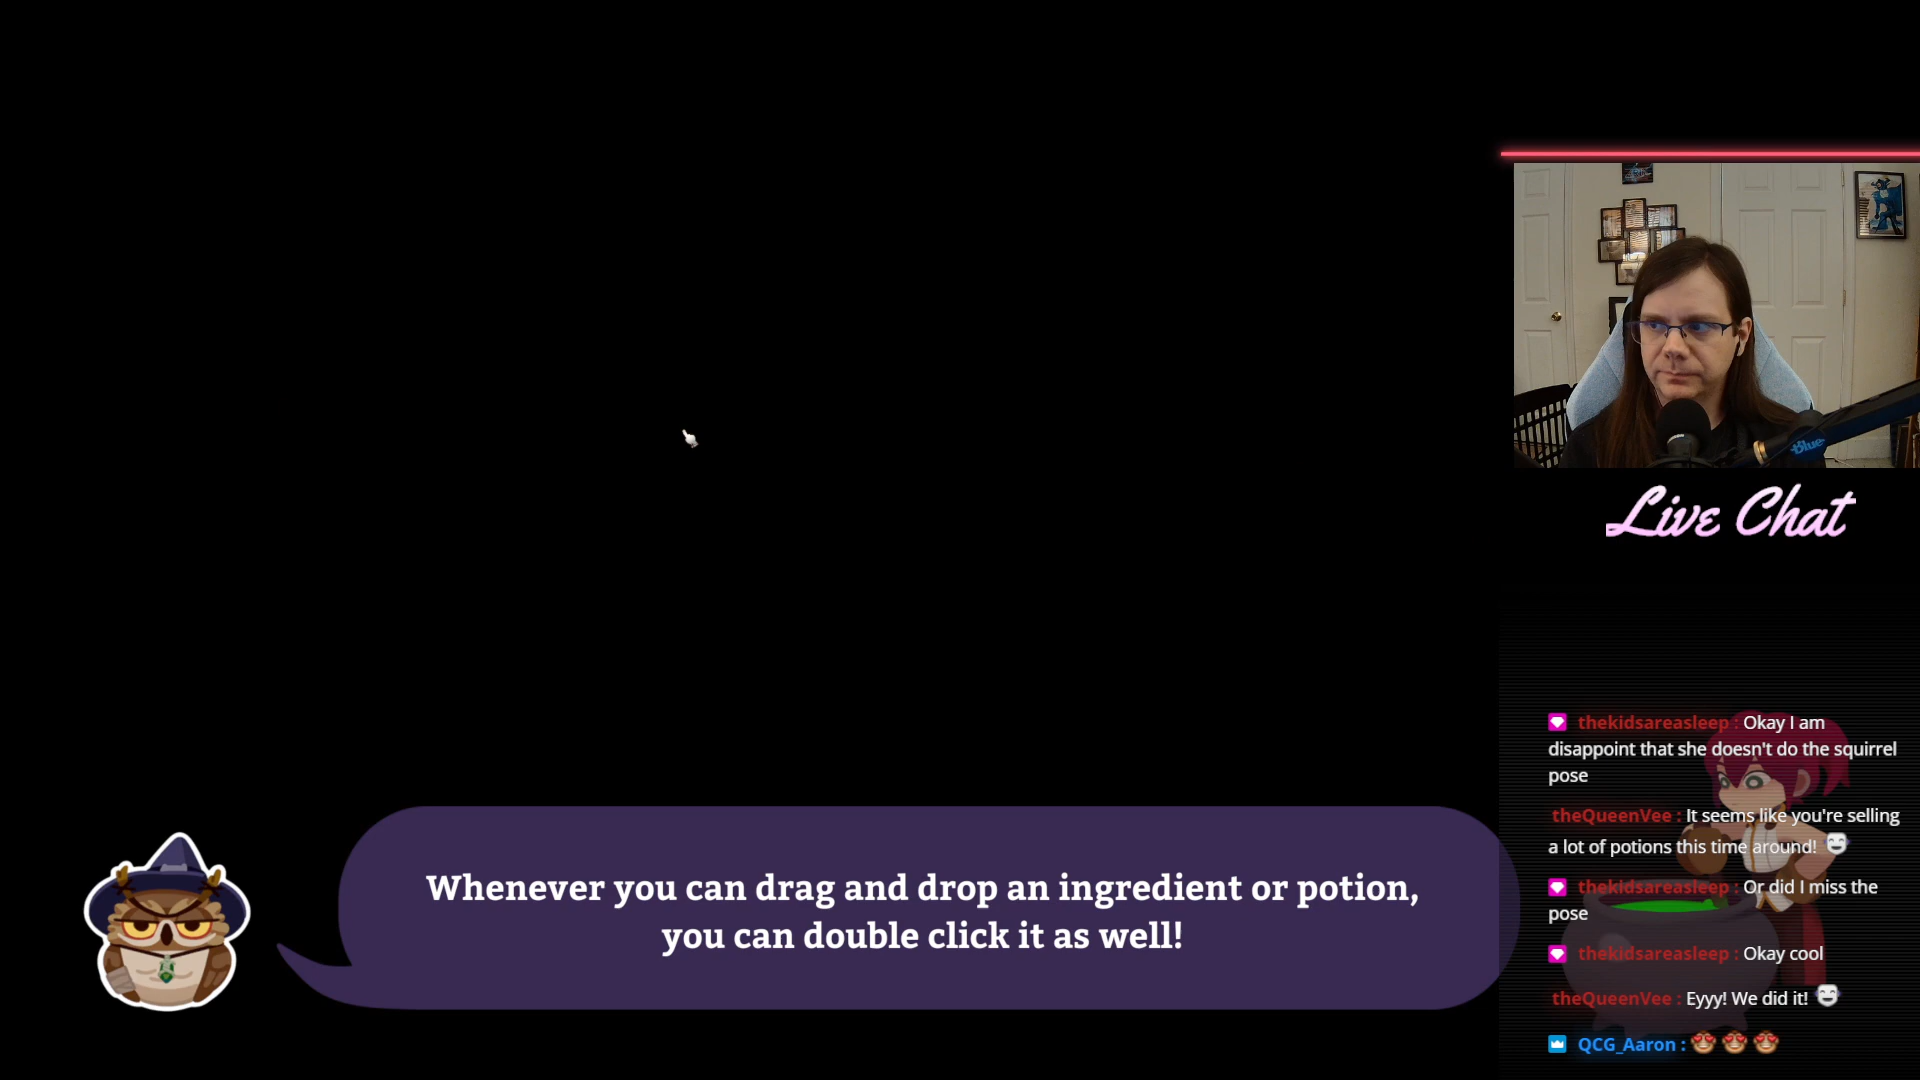 Blue
Live Chat
thekidsareasleep : Okay I am
disappoint that she doesn't do the squirrel
pose
theQueenVee : It seems like you're selling
a lot of potions this time around!
thekidsareasleep : Or did I miss the
pose
thekidsareasleep : Okay cool
theQueenVee : Eyyy! We did it!
QCG_Aaron :
Whenever you can drag and drop an ingredient or potion,
you can double click it as well!